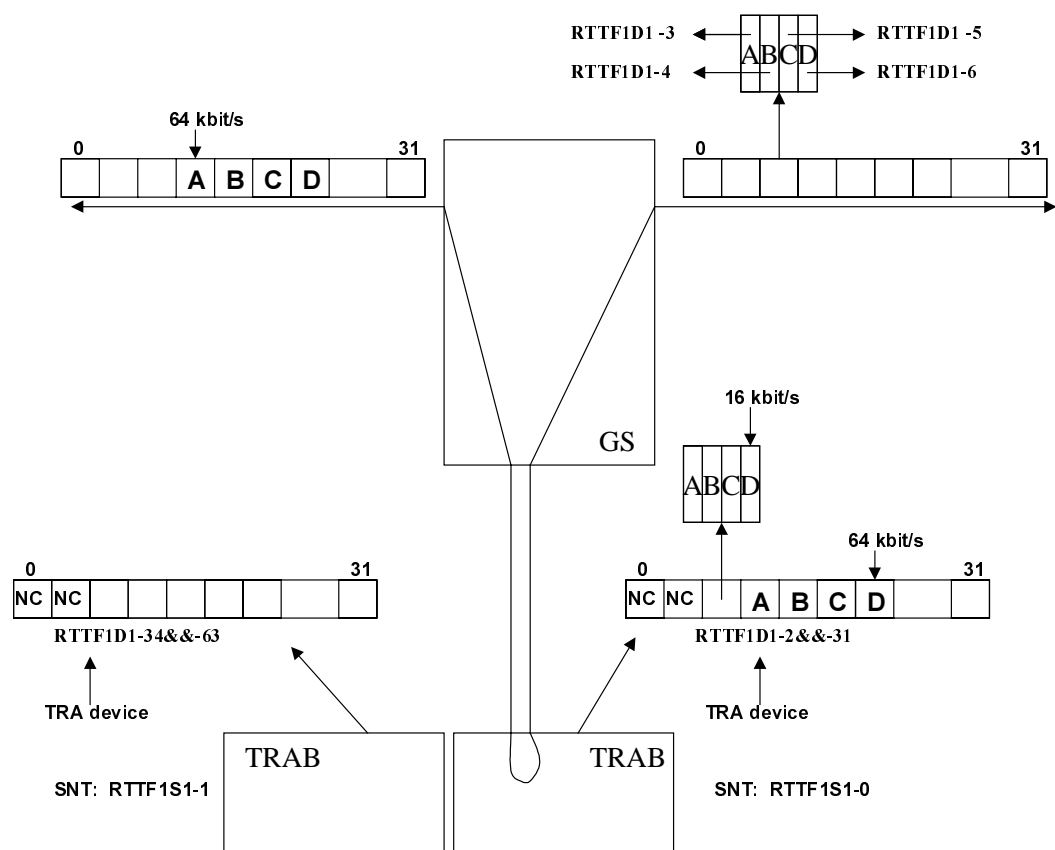 RTTF1D1 -3
RTTF1D1 -5
A B C D
RTTF1D1-4
RTTF1D1-6
64 kbit/s
0
31
0
31
A B C D
GS
16 kbit/s
A B C D
64 kbit/s
0
31
0
31
NC NC
NC NC A B C D
RTTF1D1-34&&-63
RTTF1D1-2&&-31
TRA device
TRA device
TRAB
TRAB
SNT: RTTF1S1-1
SNT: RTTF1S1-0